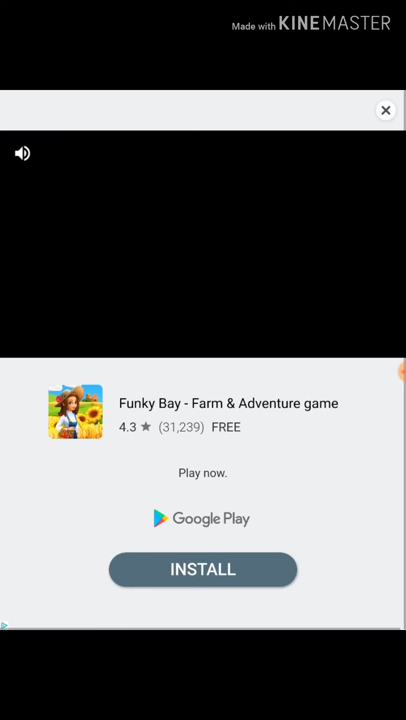 Made with KINEMASTER
Funky Bay - Farm & Adventure game
4.3 ★ (31,239) FREE
Play now.
Google Play
INSTALL